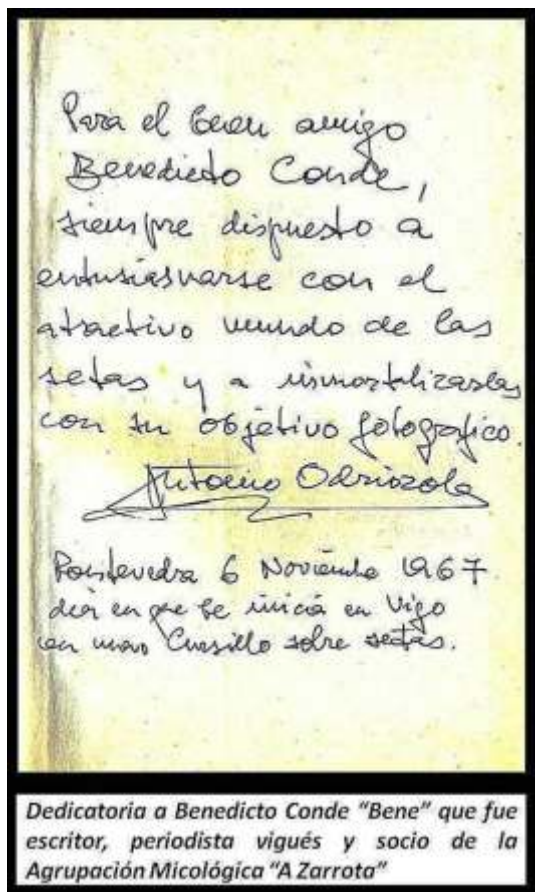 Para el buen amigo
Benedicto Conde,
siempre dispuesto a
entusiasmarse con el
atractivo mundo de las
setas y a inmortalizarlas
con su objetivo fotografico.
Antonio Odriozola
Pontevedra 6 Noviembre 1967
día en que se inicia en Vigo
un Cursillo sobre setas.
Dedicatoria a Benedicto Conde “Bene” que fue
escritor, periodista vigués y socio de la
Agrupación Micológica “A Zarrota”